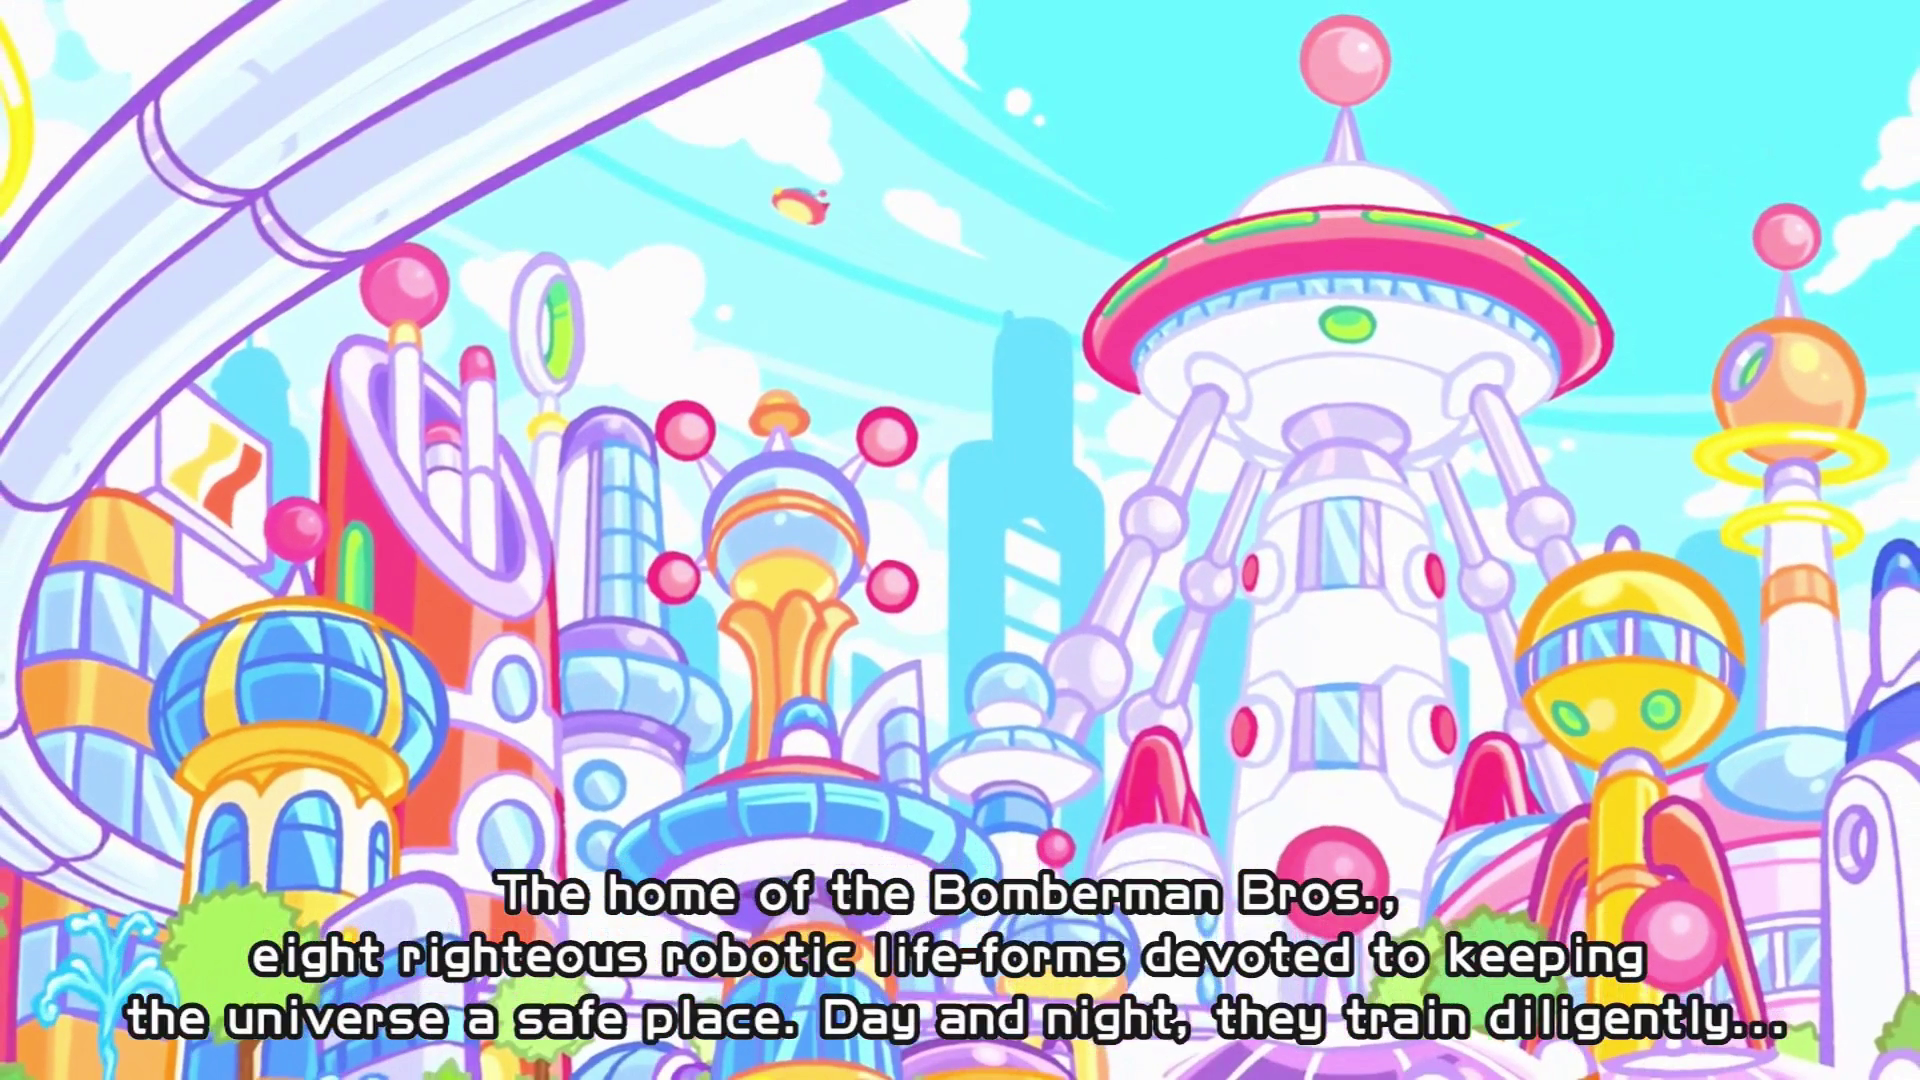 The home of the Bomberman Bros.,
eight righteous robotic life-forms devoted to keeping
the universe a safe place. Day and night, they train diligently...